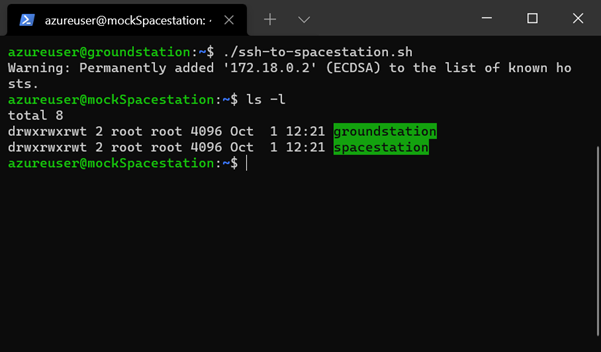 azureuser@mockSpacestation: ·
azureuser@groundstation:~$ ./ssh-to-spacestation.sh
Warning: Permanently added '172.18.0.2' (ECDSA) to the list of known ho
sts.
azureuser@mockSpacestation:~$ ls -l
total 8
drwxrwxrwt 2 root root 4096 Oct  1 12:21 groundstation
drwxrwxrwt 2 root root 4096 Oct  1 12:21 spacestation
azureuser@mockSpacestation:~$